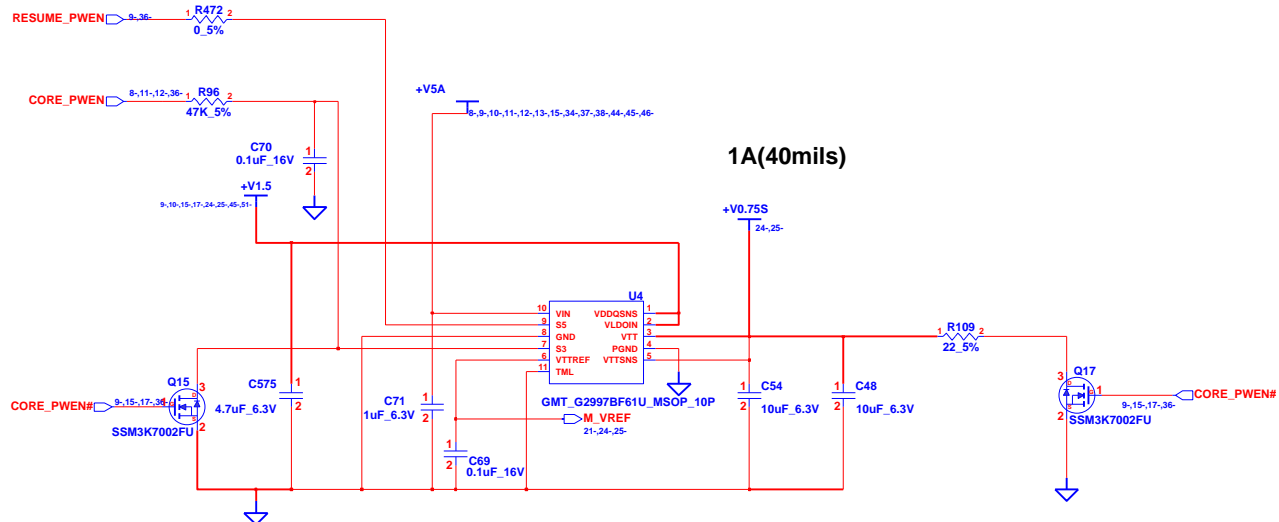 RESUME_PWEN 9-,36- 1 R472 2
0_5%
CORE_PWEN 8-,11-,12-,36- 1 R96 2
47K_5%
+V5A
8-,9-,10-,11-,12-,13-,15-,34-,37-,38-,44-,45-,46-
1 C70
0.1uF_16V
2
1A(40mils)
+V1.5
9-,10-,15-,17-,24-,25-,45-,51-
+V0.75S
24-,25-
U4
10 VIN VDDQSNS 1
9 S5 VLDOIN 2
8 GND VTT 3
7 S3 PGND 4
6 VTTREF VTTSNS 5
11 TML
GMT_G2997BF61U_MSOP_10P
1 R109 2
22_5%
Q15
3
D
G
S
1
2
CORE_PWEN# 9-,15-,17-,36-
SSM3K7002FU
C575
1
4.7uF_6.3V
2
C71
1
1uF_6.3V
2
M_VREF
21-,24-,25-
1
C69
2
0.1uF_16V
1
C54
10uF_6.3V
2
1
C48
10uF_6.3V
2
Q17
3
D
G
S
1
2
CORE_PWEN#
9-,15-,17-,36-
SSM3K7002FU